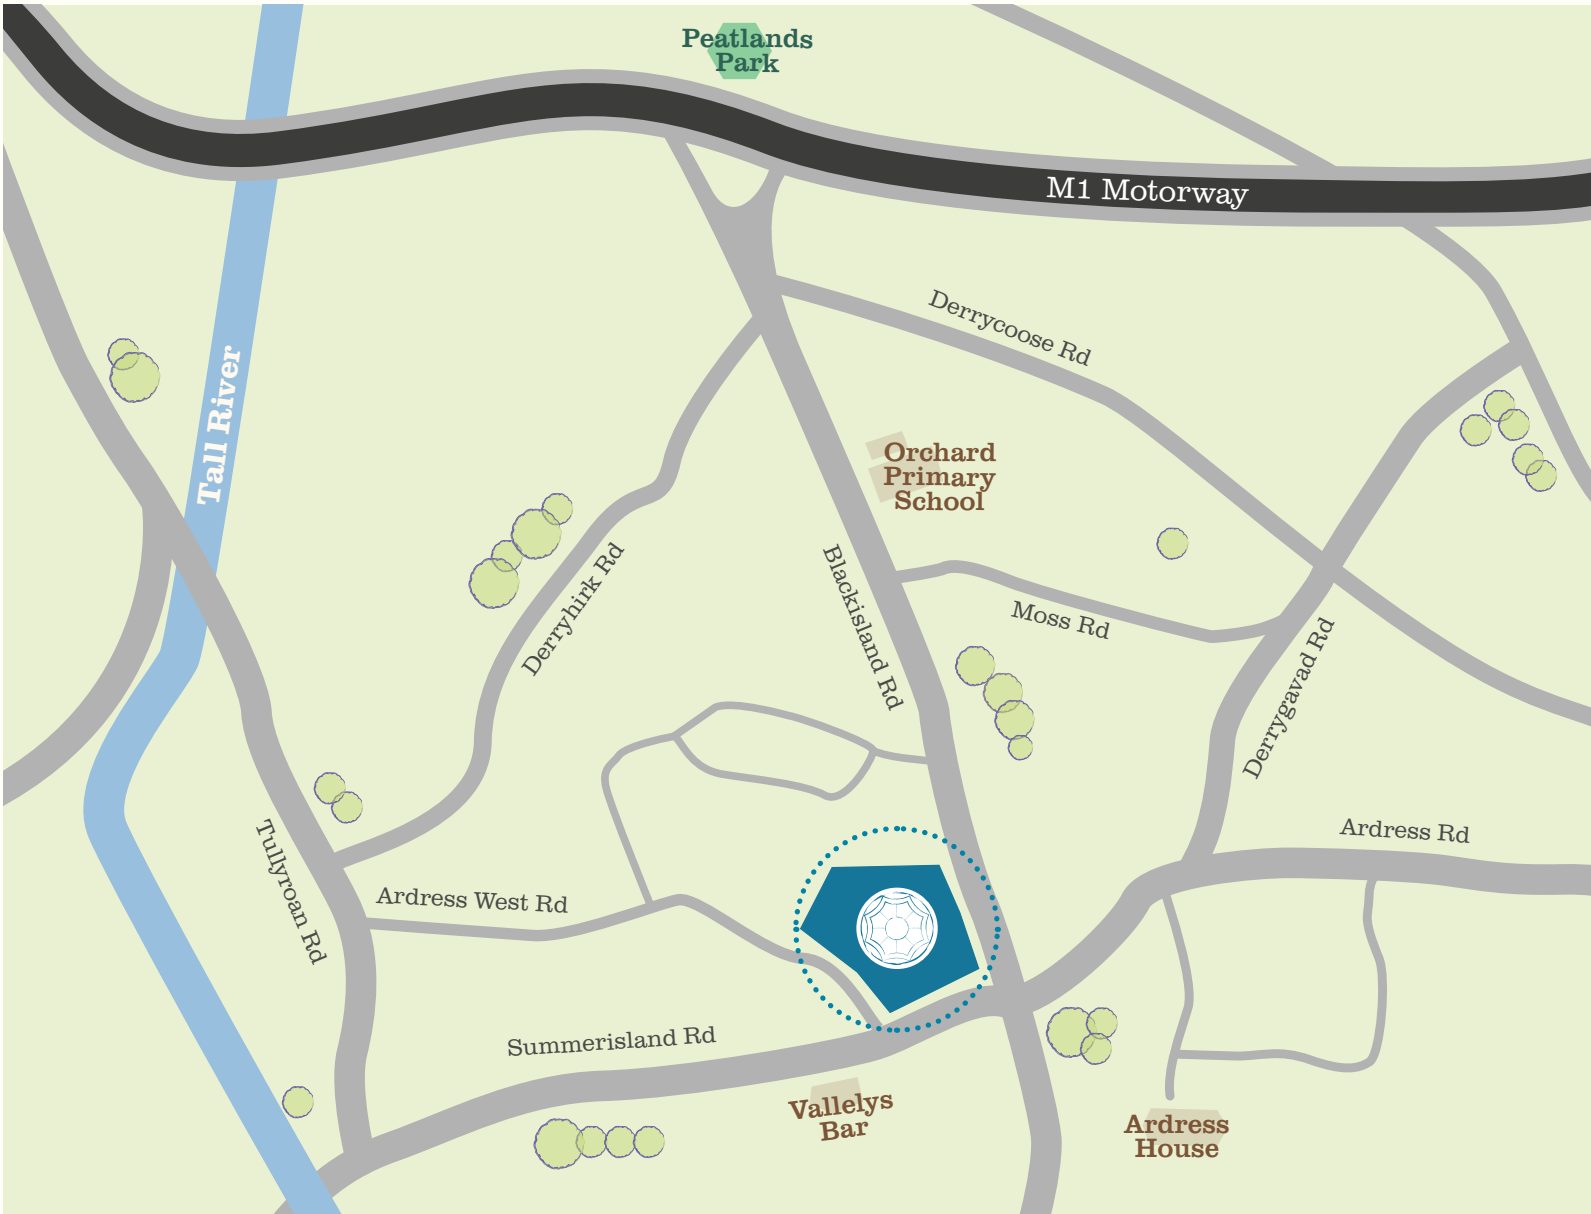 Peatlands
Park
M1 Motorway
Derrycoose Rd
Tall River
Orchard
Primary
School
Derryhirk Rd
Blackisland Rd
Moss Rd
Derrygavad Rd
Ardress Rd
Tullyroan Rd
Ardress West Rd
Summerisland Rd
Vallelys
Bar
Ardress
House